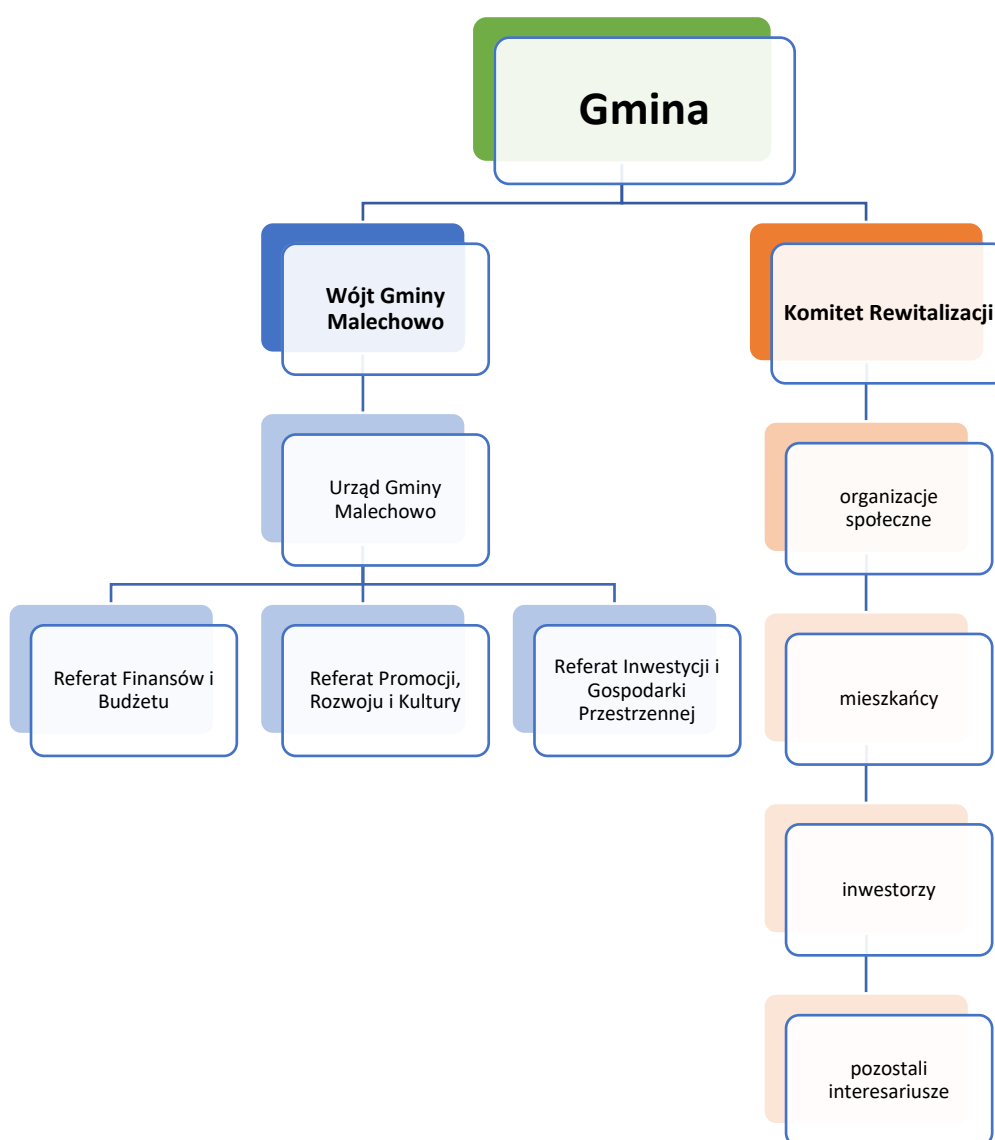 Gmina
Wójt Gminy
Malechowo
Komitet Rewitalizacji
Urząd Gminy
Malechowo
organizacje
społeczne
Referat Finansów i
Budżetu
Referat Promocji,
Rozwoju i Kultury
Referat Inwestycji i
Gospodarki
Przestrzennej
mieszkańcy
inwestorzy
pozostali
interesariusze